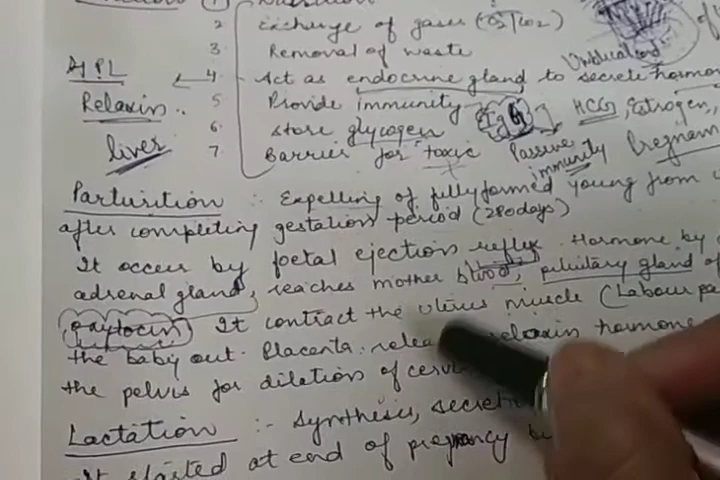 2 Exchange of gases (O2/CO2)
3 Removal of waste
Umbilical cord
HPL 4 Act as endocrine gland to secrete hormon
Relaxin.. 5 Provide immunity IgG HCG, Estrogen,
6. store glycogen Passive immunity Pregnan
liver 7 Barrier for toxic
Parturition :- Expelling of fully formed young from
after completing gestation period (280days)
It occur by foetal ejection reflex. Hormone by
adrenal gland, reaches mother blood, pituitary gland
oxytocin It contract the uterus muscle (Labour pa
the baby out. Placenta relea relaxin hormone
the pelvis for dilation of cerv
Lactation :- Synthesis, secret
It started at end of pregnancy